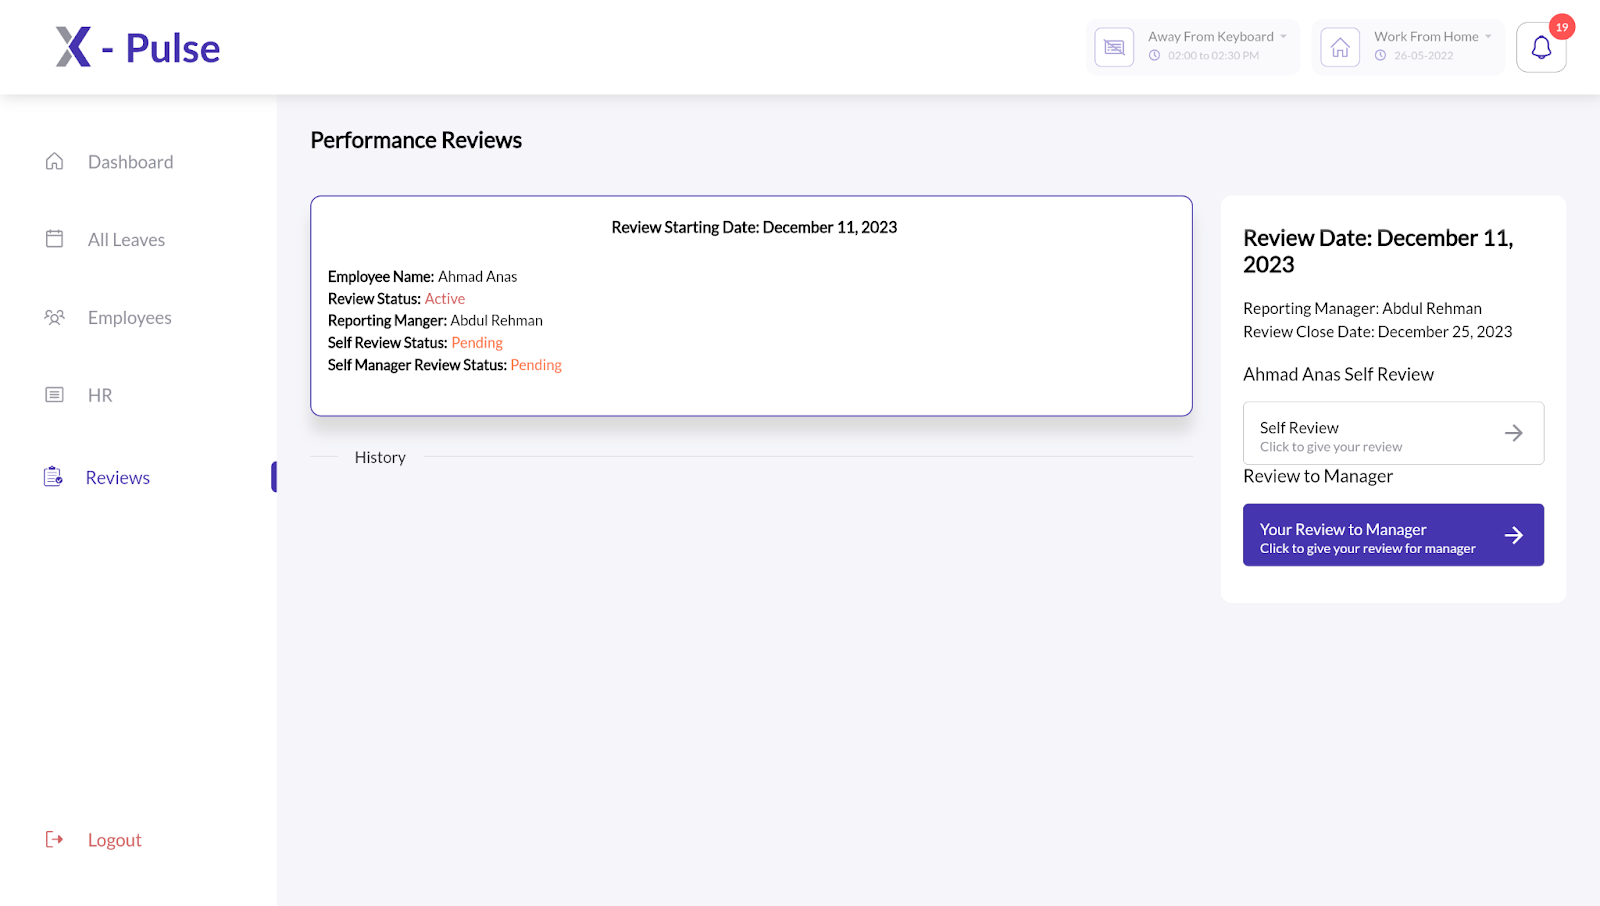 X - Pulse
Away From Keyboard
02:00 to 02:30 PM
Work From Home
26-05-2022
19
Dashboard
All Leaves
Employees
HR
Reviews
Logout
Performance Reviews
Review Starting Date: December 11, 2023
Employee Name: Ahmad Anas
Review Status: Active
Reporting Manger: Abdul Rehman
Self Review Status: Pending
Self Manager Review Status: Pending
History
Review Date: December 11,
2023
Reporting Manager: Abdul Rehman
Review Close Date: December 25, 2023
Ahmad Anas Self Review
Self Review
Click to give your review
Review to Manager
Your Review to Manager
Click to give your review for manager